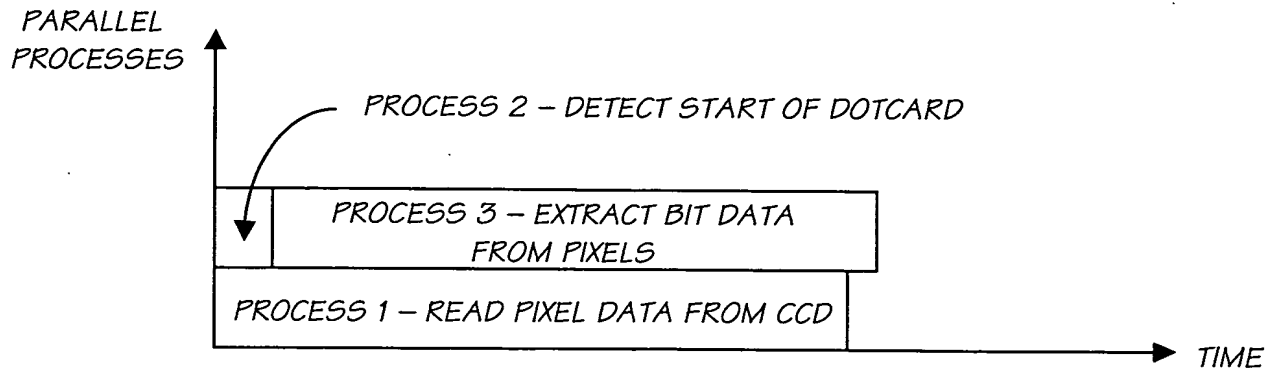 PARALLEL
PROCESSES
PROCESS 2 – DETECT START OF DOTCARD
PROCESS 3 – EXTRACT BIT DATA
FROM PIXELS
PROCESS 1 – READ PIXEL DATA FROM CCD
TIME